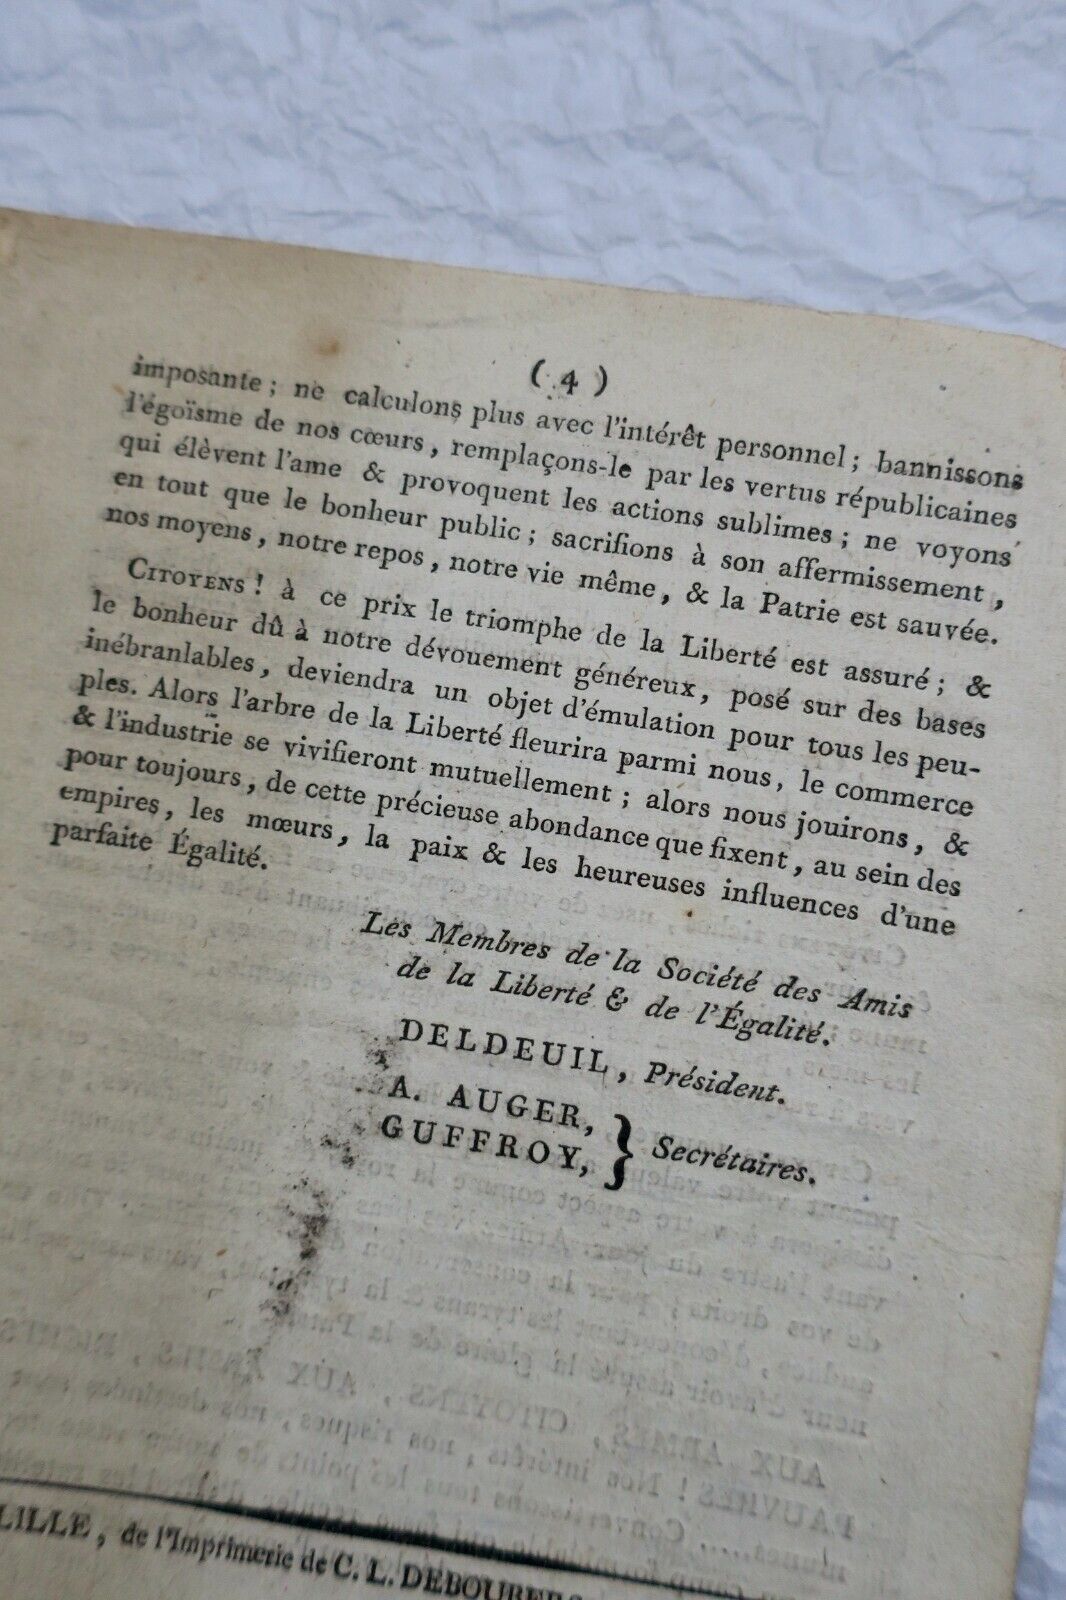 ( 4 )
imposante ; ne calculons plus avec l'intérêt personnel ; bannissons
l'égoïsme de nos cœurs, remplaçons-le par les vertus républicaines
qui élèvent l'ame & provoquent les actions sublimes ; ne voyons
en tout que le bonheur public ; sacrifions à son affermissement,
nos moyens, notre repos, notre vie même, & la Patrie est sauvée.
CITOYENS ! à ce prix le triomphe de la Liberté est assuré ; &
le bonheur dû à notre dévouement généreux, posé sur des bases
inébranlables, deviendra un objet d'émulation pour tous les peu-
ples. Alors l'arbre de la Liberté fleurira parmi nous, le commerce
& l'industrie se vivifieront mutuellement ; alors nous jouirons, &
pour toujours, de cette précieuse abondance que fixent, au sein des
empires, les mœurs, la paix & les heureuses influences d'une
parfaite Égalité.
Les Membres de la Société des Amis
de la Liberté & de l'Égalité.
DELDEUIL, Président.
A. AUGER,
GUFFROY, } Secrétaires.
LILLE, de l'Imprimerie de C. L. DEBOUBERS